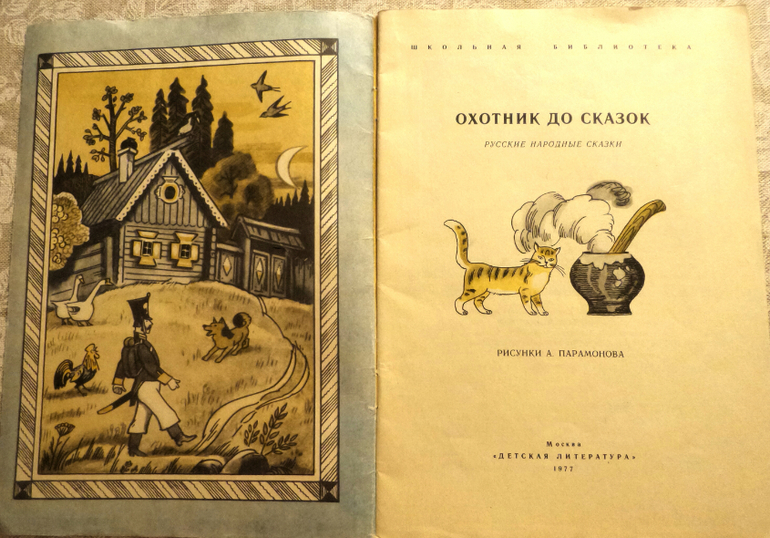 ШКОЛЬНАЯ БИБЛИОТЕКА
ОХОТНИК ДО СКАЗОК
РУССКИЕ НАРОДНЫЕ СКАЗКИ
РИСУНКИ А. ПАРАМОНОВА
Москва
«ДЕТСКАЯ ЛИТЕРАТУРА»
1977